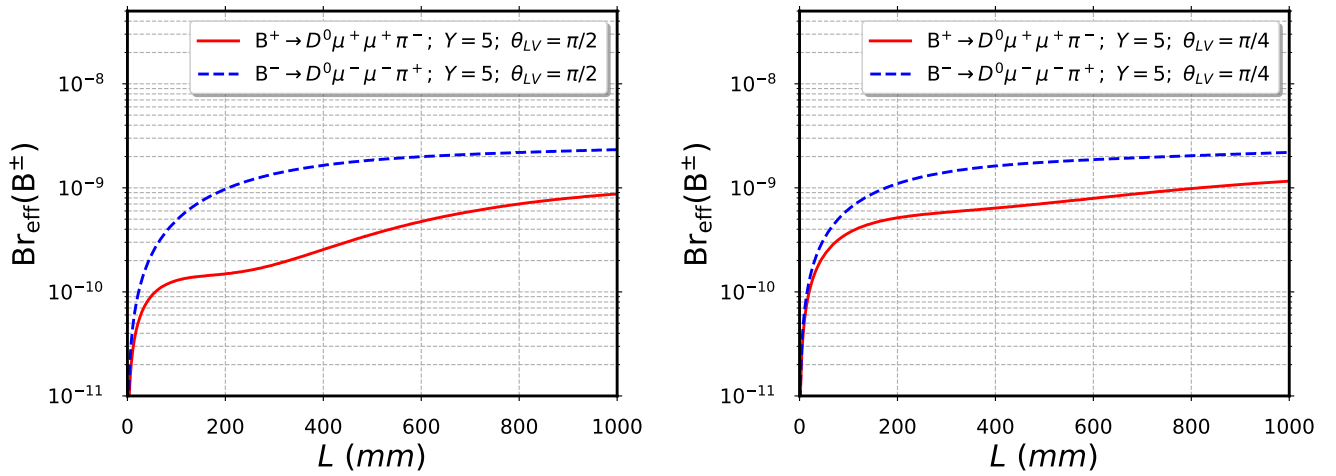 B⁺→D⁰μ⁺μ⁺π⁻; Y=5; θ_LV=π/2
B⁻→D⁰μ⁻μ⁻π⁺; Y=5; θ_LV=π/2
10⁻⁸
10⁻⁹
10⁻¹⁰
10⁻¹¹
Br_eff(B^±)
0 200 400 600 800 1000
L (mm)
B⁺→D⁰μ⁺μ⁺π⁻; Y=5; θ_LV=π/4
B⁻→D⁰μ⁻μ⁻π⁺; Y=5; θ_LV=π/4
10⁻⁸
10⁻⁹
10⁻¹⁰
10⁻¹¹
Br_eff(B^±)
0 200 400 600 800 1000
L (mm)